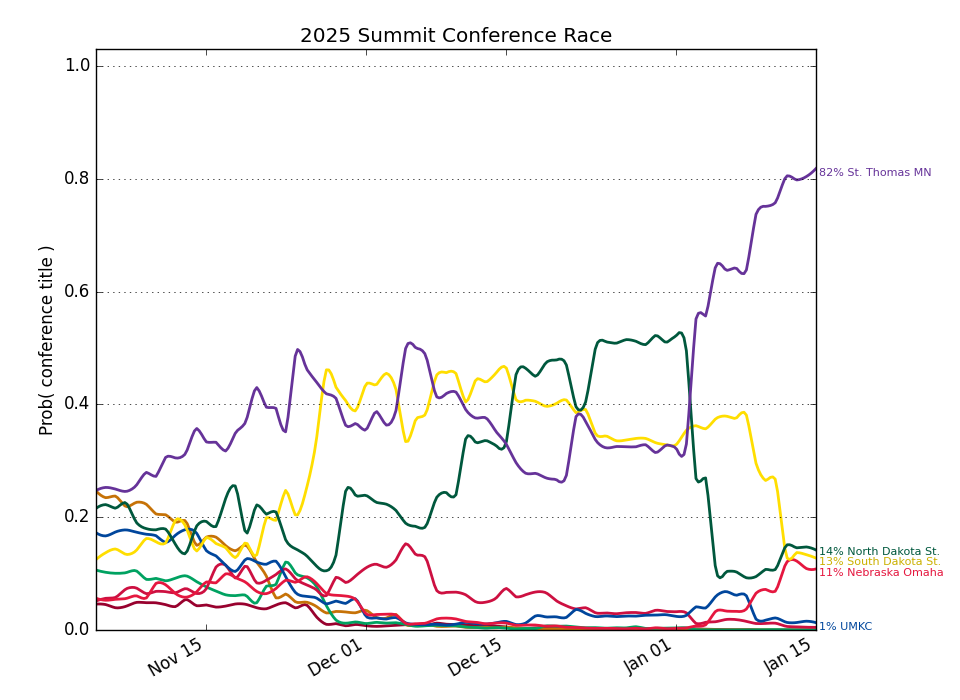 2025 Summit Conference Race
Prob( conference title )
1.0
0.8
0.6
0.4
0.2
0.0
Nov 15
Dec 01
Dec 15
Jan 01
Jan 15
82% St. Thomas MN
14% North Dakota St.
13% South Dakota St.
11% Nebraska Omaha
1% UMKC